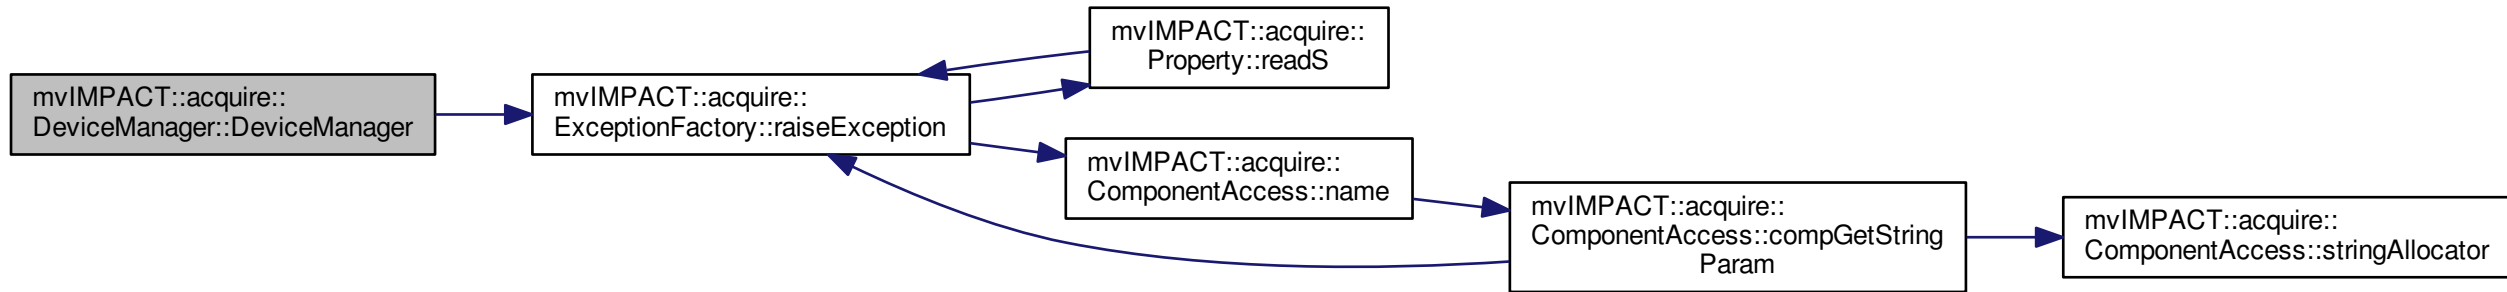 mvIMPACT::acquire::
DeviceManager::DeviceManager
mvIMPACT::acquire::
ExceptionFactory::raiseException
mvIMPACT::acquire::
Property::readS
mvIMPACT::acquire::
ComponentAccess::name
mvIMPACT::acquire::
ComponentAccess::compGetString
Param
mvIMPACT::acquire::
ComponentAccess::stringAllocator